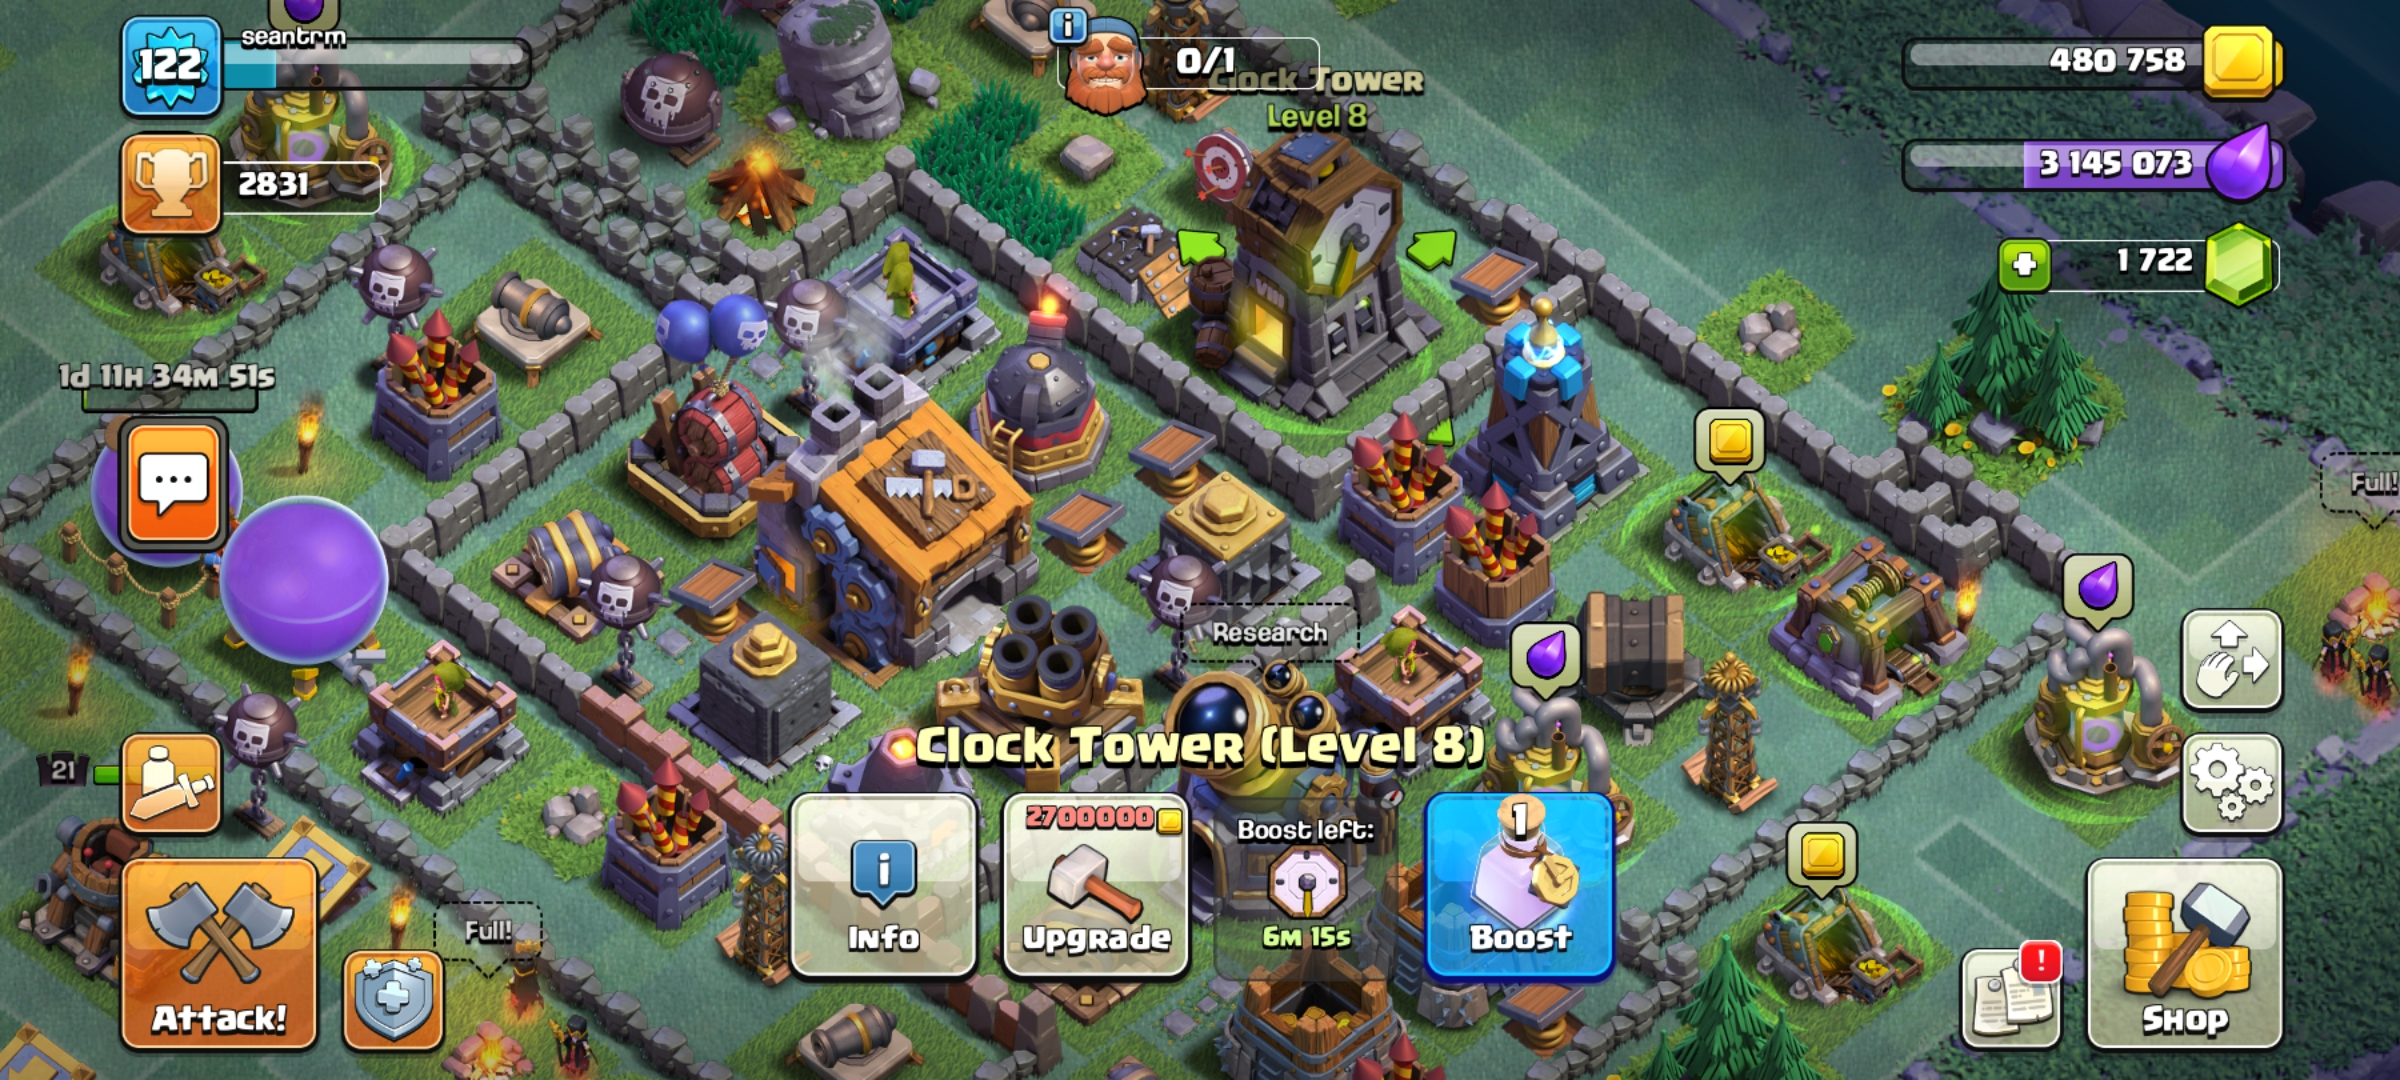 seantrm
122
0/1
480 758
Clock Tower
Level 8
3 145 073
2831
1 722
VIII
1d 11H 34M 51s
Full!
Research
Clock Tower (Level 8)
21
2700000
Boost left:
1
Info
Upgrade
6M 15s
Boost
Full!
Attack!
!
Shop